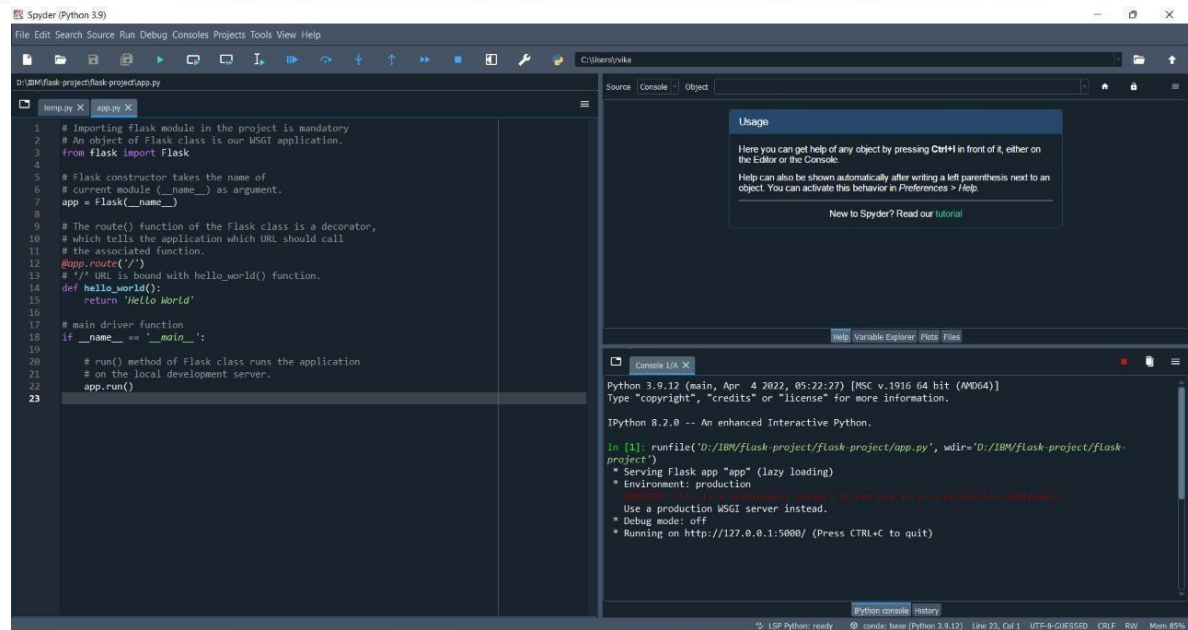 Spyder (Python 3.9)
File Edit Search Source Run Debug Consoles Projects Tools View Help
C:\Users\rvika
D:\IBM\flask-project\flask-project\app.py
temp.py app.py
1 # Importing flask module in the project is mandatory
2 # An object of Flask class is our WSGI application.
3 from flask import Flask
4
5 # Flask constructor takes the name of
6 # current module (__name__) as argument.
7 app = Flask(__name__)
8
9 # The route() function of the Flask class is a decorator,
10 # which tells the application which URL should call
11 # the associated function.
12 @app.route('/')
13 # '/' URL is bound with hello_world() function.
14 def hello_world():
15 return 'Hello World'
16
17 # main driver function
18 if __name__ == '__main__':
19
20 # run() method of Flask class runs the application
21 # on the local development server.
22 app.run()
23
Source Console Object
Usage
Here you can get help of any object by pressing Ctrl+I in front of it, either on
the Editor or the Console.
Help can also be shown automatically after writing a left parenthesis next to an
object. You can activate this behavior in Preferences > Help.
New to Spyder? Read our tutorial
Help Variable Explorer Plots Files
Console 1/A
Python 3.9.12 (main, Apr 4 2022, 05:22:27) [MSC v.1916 64 bit (AMD64)]
Type "copyright", "credits" or "license" for more information.
IPython 8.2.0 -- An enhanced Interactive Python.
In [1]: runfile('D:/IBM/flask-project/flask-project/app.py', wdir='D:/IBM/flask-project/flask-
project')
* Serving Flask app "app" (lazy loading)
* Environment: production
WARNING: This is a development server. Do not use it in a production deployment.
Use a production WSGI server instead.
* Debug mode: off
* Running on http://127.0.0.1:5000/ (Press CTRL+C to quit)
IPython console History
LSP Python: ready conda: base (Python 3.9.12) Line 23, Col 1 UTF-8-GUESSED CRLF RW Mem 85%